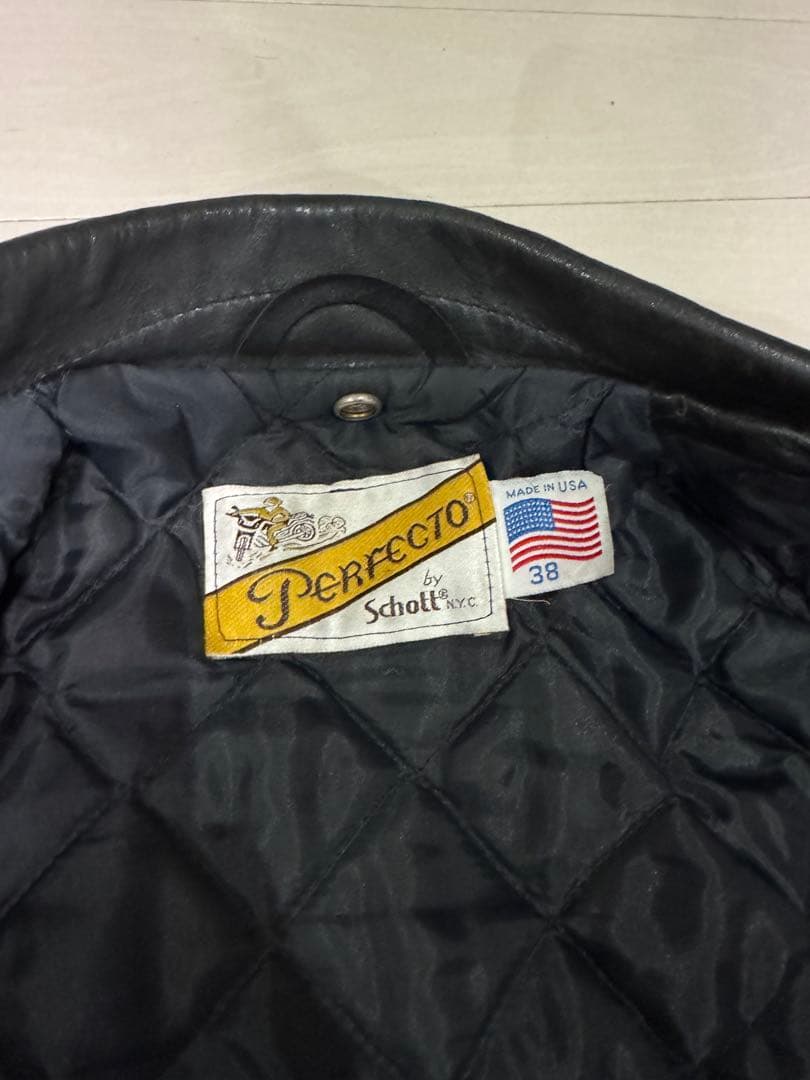 PERFECTO®
by
Schott® N.Y.C.
MADE IN USA
38